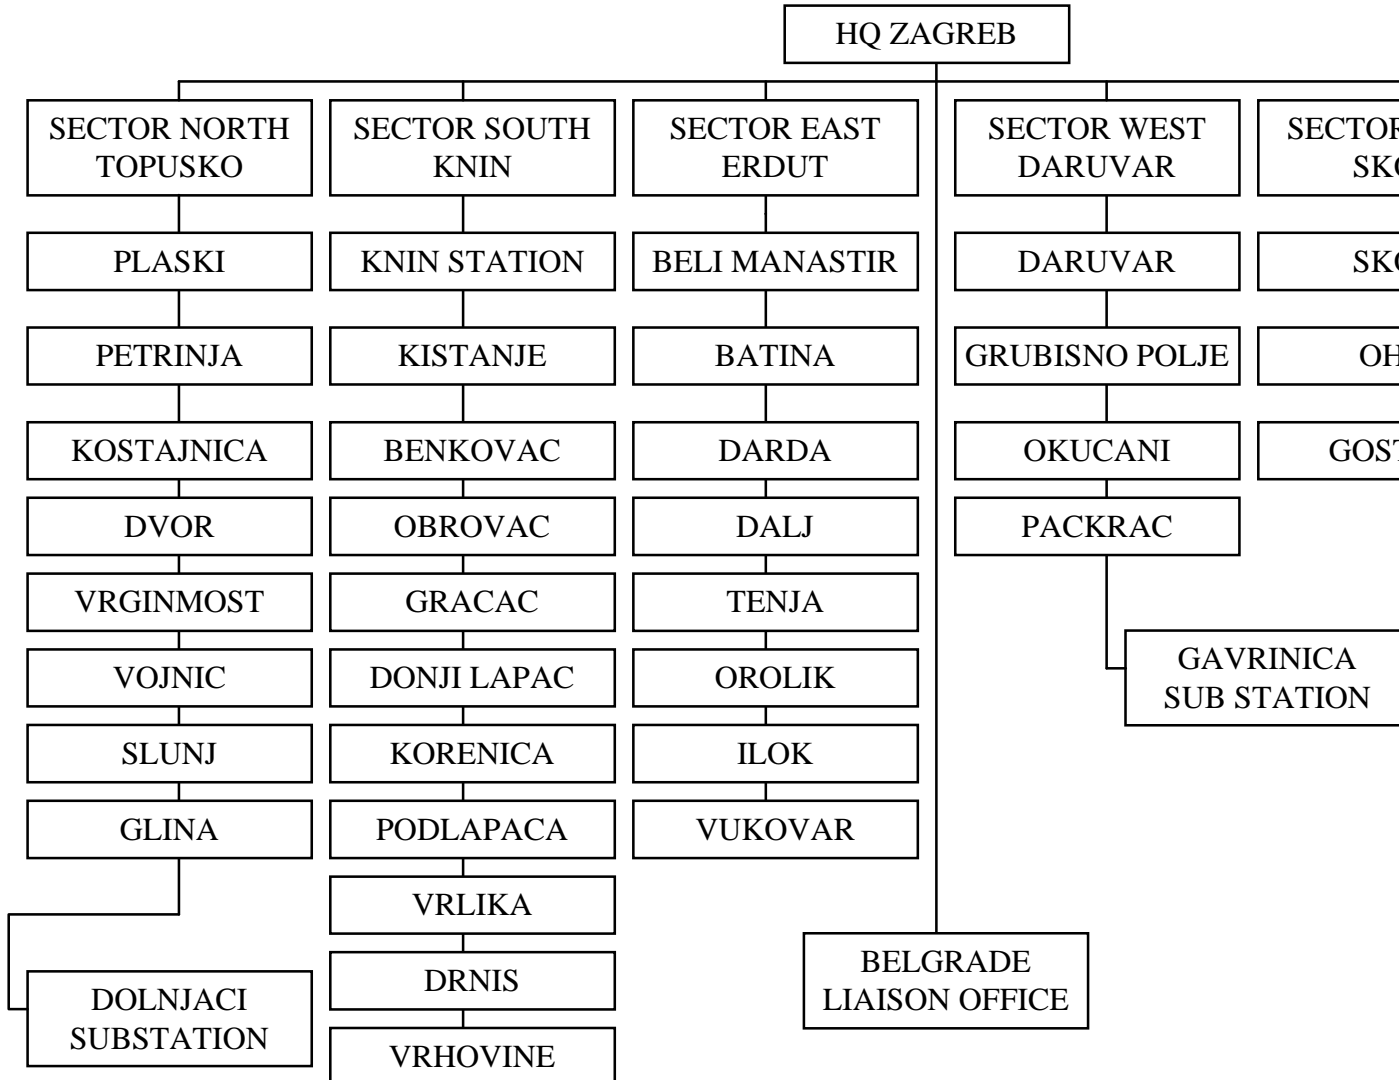 HQ ZAGREB
SECTOR NORTH
TOPUSKO
PLASKI
PETRINJA
KOSTAJNICA
DVOR
VRGINMOST
VOJNIC
SLUNJ
GLINA
DOLNJACI
SUBSTATION
SECTOR SOUTH
KNIN
KNIN STATION
KISTANJE
BENKOVAC
OBROVAC
GRACAC
DONJI LAPAC
KORENICA
PODLAPACA
VRLIKA
DRNIS
VRHOVINE
SECTOR EAST
ERDUT
BELI MANASTIR
BATINA
DARDA
DALJ
TENJA
OROLIK
ILOK
VUKOVAR
BELGRADE
LIAISON OFFICE
SECTOR WEST
DARUVAR
DARUVAR
GRUBISNO POLJE
OKUCANI
PACKRAC
GAVRINICA
SUB STATION
SECTOR